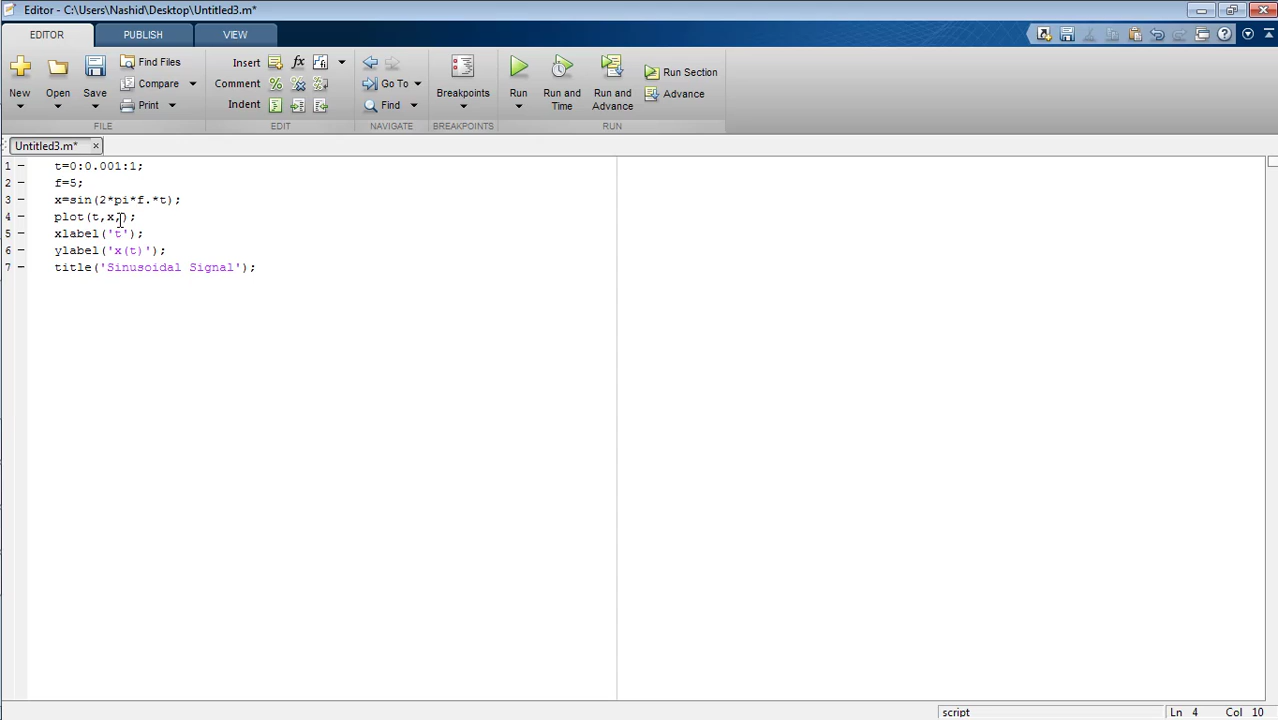 Editor - C:\Users\Nashid\Desktop\Untitled3.m*
EDITOR PUBLISH VIEW
New Open Save Find Files Compare Print
Insert Comment Indent
Go To Find
Breakpoints
Run Run and Time Run and Advance Run Section Advance
FILE EDIT NAVIGATE BREAKPOINTS RUN
Untitled3.m*
1 t=0:0.001:1;
2 f=5;
3 x=sin(2*pi*f.*t);
4 plot(t,x,);
5 xlabel('t');
6 ylabel('x(t)');
7 title('Sinusoidal Signal');
script Ln 4 Col 10